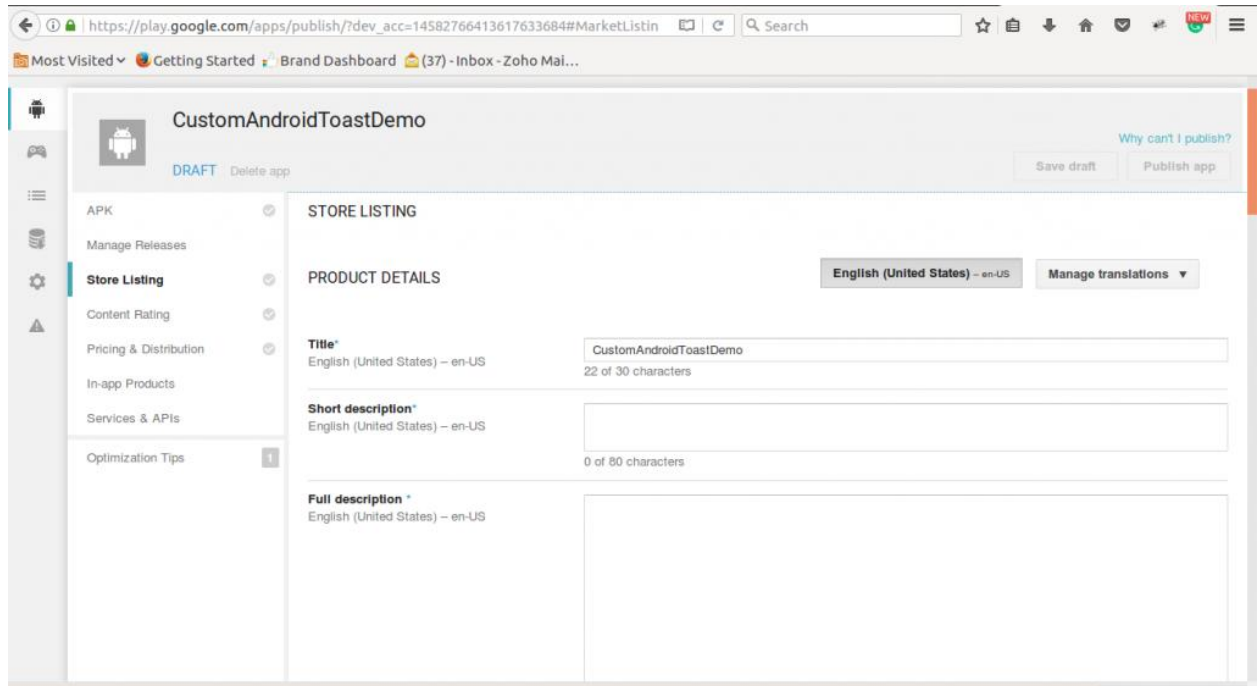 https://play.google.com/apps/publish/?dev_acc=14582766413617633684#MarketListin
Search
NEW
Most Visited
Getting Started
Brand Dashboard
(37) - Inbox - Zoho Mai...
CustomAndroidToastDemo
Why can't I publish?
DRAFT Delete app
Save draft
Publish app
APK
Manage Releases
Store Listing
Content Rating
Pricing & Distribution
In-app Products
Services & APIs
Optimization Tips 1
STORE LISTING
PRODUCT DETAILS
English (United States) – en-US
Manage translations
Title*
English (United States) – en-US
CustomAndroidToastDemo
22 of 30 characters
Short description*
English (United States) – en-US
0 of 80 characters
Full description *
English (United States) – en-US